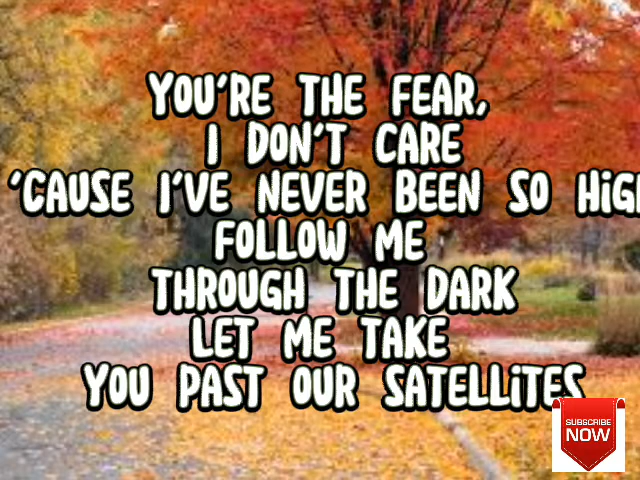 YOU'RE THE FEAR,
I DON'T CARE
'CAUSE I'VE NEVER BEEN SO HIGH
FOLLOW ME
THROUGH THE DARK
LET ME TAKE
YOU PAST OUR SATELLITES
SUBSCRIBE
NOW